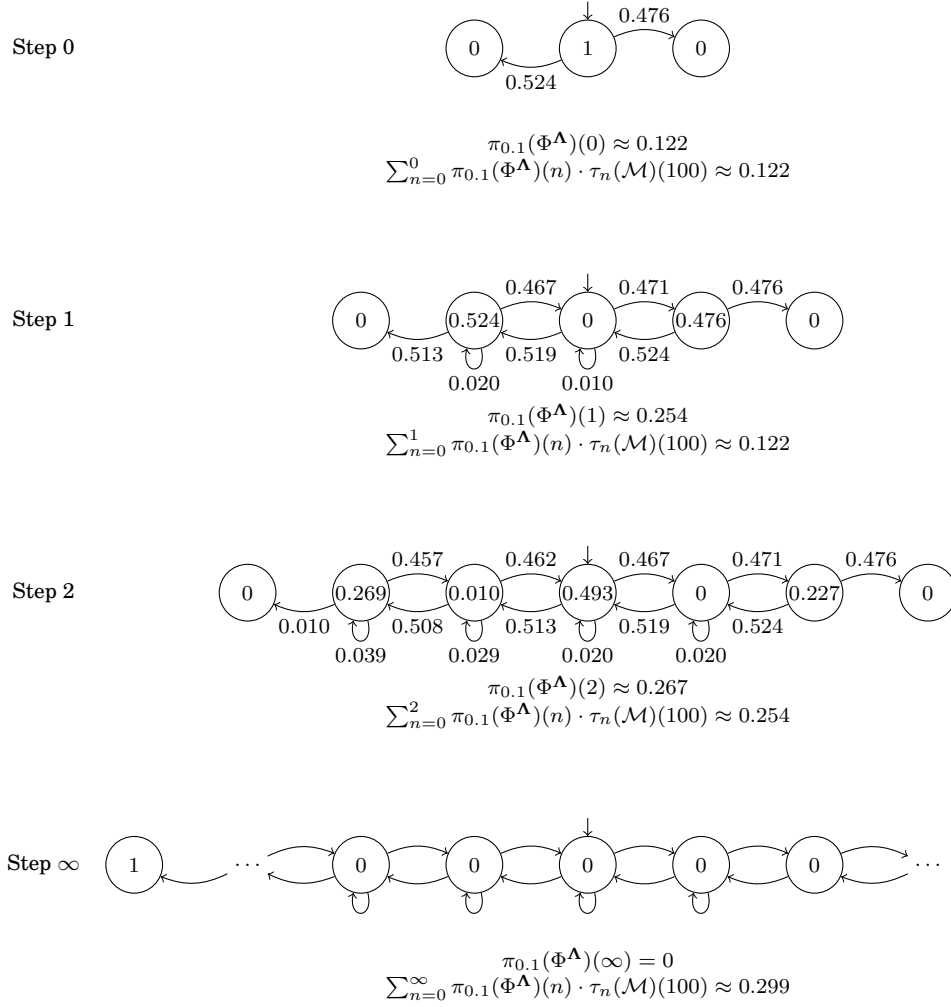 0.476
Step 0 0 1 0
0.524
π_{0.1}(Φ^Λ)(0) ≈ 0.122
∑_{n=0}^{0} π_{0.1}(Φ^Λ)(n) · τ_n(ℳ)(100) ≈ 0.122
0.467 0.471 0.476
Step 1 0 0.524 0 0.476 0
0.513 0.519 0.524
0.020 0.010
π_{0.1}(Φ^Λ)(1) ≈ 0.254
∑_{n=0}^{1} π_{0.1}(Φ^Λ)(n) · τ_n(ℳ)(100) ≈ 0.122
0.457 0.462 0.467 0.471 0.476
Step 2 0 0.269 0.010 0.493 0 0.227 0
0.010 0.508 0.513 0.519 0.524
0.039 0.029 0.020 0.020
π_{0.1}(Φ^Λ)(2) ≈ 0.267
∑_{n=0}^{2} π_{0.1}(Φ^Λ)(n) · τ_n(ℳ)(100) ≈ 0.254
Step ∞ 1 ··· 0 0 0 0 0 ···
π_{0.1}(Φ^Λ)(∞) = 0
∑_{n=0}^{∞} π_{0.1}(Φ^Λ)(n) · τ_n(ℳ)(100) ≈ 0.299